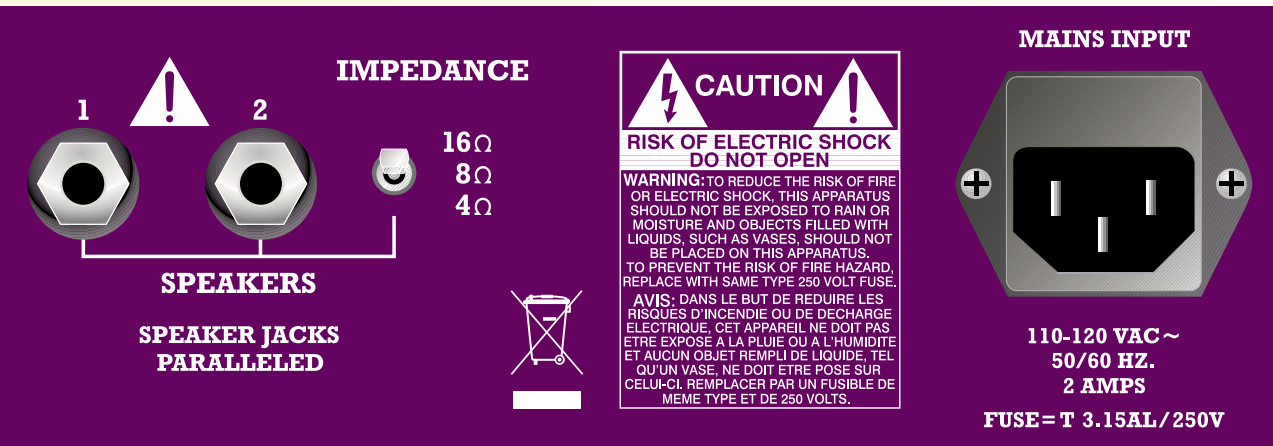 1
2
SPEAKERS
SPEAKER JACKS
PARALLELED
IMPEDANCE
16Ω
8Ω
4Ω
CAUTION
RISK OF ELECTRIC SHOCK
DO NOT OPEN
WARNING: TO REDUCE THE RISK OF FIRE
OR ELECTRIC SHOCK, THIS APPARATUS
SHOULD NOT BE EXPOSED TO RAIN OR
MOISTURE AND OBJECTS FILLED WITH
LIQUIDS, SUCH AS VASES, SHOULD NOT
BE PLACED ON THIS APPARATUS.
TO PREVENT THE RISK OF FIRE HAZARD,
REPLACE WITH SAME TYPE 250 VOLT FUSE.
AVIS: DANS LE BUT DE REDUIRE LES
RISQUES D'INCENDIE OU DE DECHARGE
ELECTRIQUE, CET APPAREIL NE DOIT PAS
ETRE EXPOSE A LA PLUIE OU A L'HUMIDITE
ET AUCUN OBJET REMPLI DE LIQUIDE, TEL
QU'UN VASE, NE DOIT ETRE POSE SUR
CELUI-CI. REMPLACER PAR UN FUSIBLE DE
MEME TYPE ET DE 250 VOLTS.
MAINS INPUT
110-120 VAC~
50/60 HZ.
2 AMPS
FUSE=T 3.15AL/250V